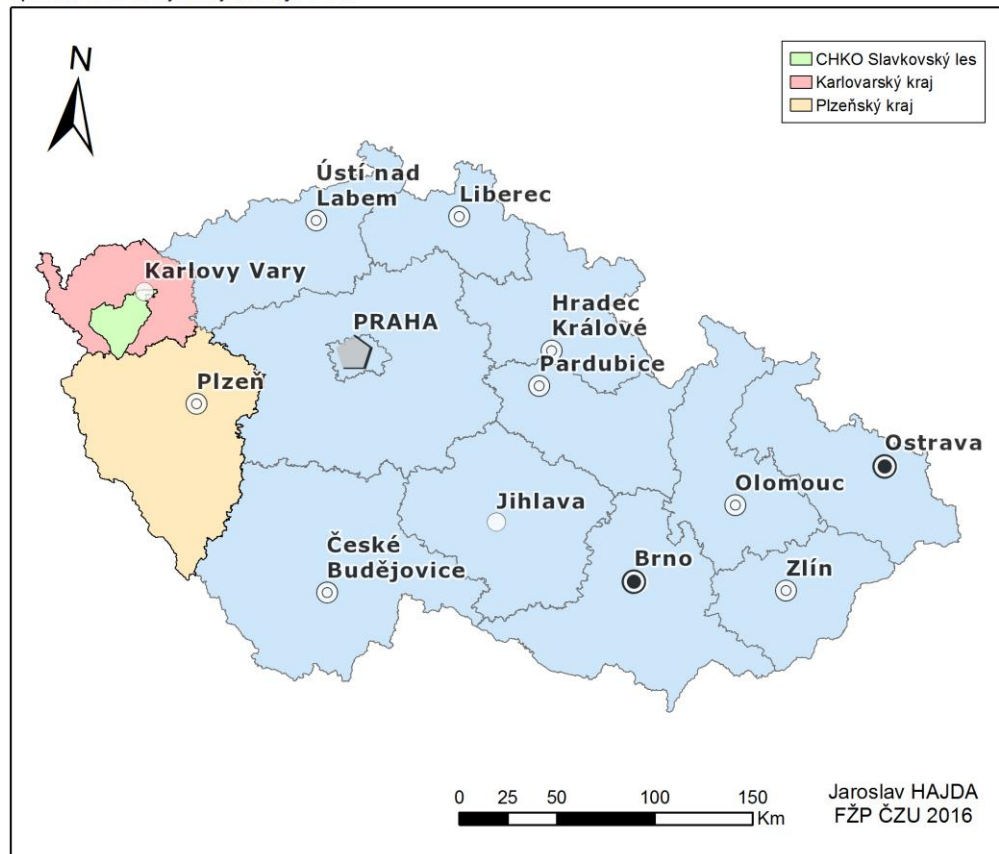 N
CHKO Slavkovský les
Karlovarský kraj
Plzeňský kraj
Ústí nad
Labem
Liberec
Karlovy Vary
Hradec
Králové
PRAHA
Pardubice
Plzeň
Ostrava
Olomouc
Jihlava
České
Budějovice
Brno
Zlín
0 25 50 100 150
Km
Jaroslav HAJDA
FŽP ČZU 2016